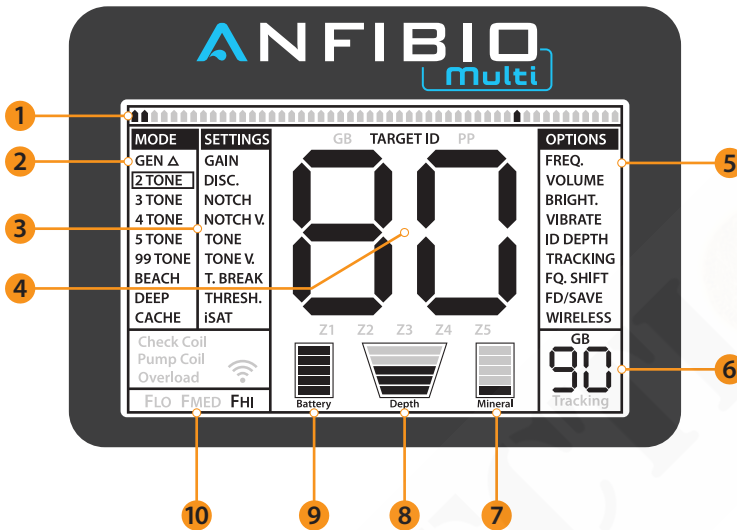 ANFIBIO
multi
1
MODE
SETTINGS
GB
TARGET ID
PP
OPTIONS
2
GEN △
GAIN
FREQ.
5
2 TONE
DISC.
VOLUME
3 TONE
NOTCH
BRIGHT.
3
4 TONE
NOTCH V.
80
VIBRATE
5 TONE
TONE
ID DEPTH
4
99 TONE
TONE V.
TRACKING
BEACH
T. BREAK
FQ. SHIFT
DEEP
THRESH.
FD/SAVE
CACHE
iSAT
WIRELESS
Z1 Z2 Z3 Z4 Z5
Check Coil
Pump Coil
Overload
GB
90
6
Tracking
Battery
Depth
Mineral
FLO FMED FHI
10
9
8
7